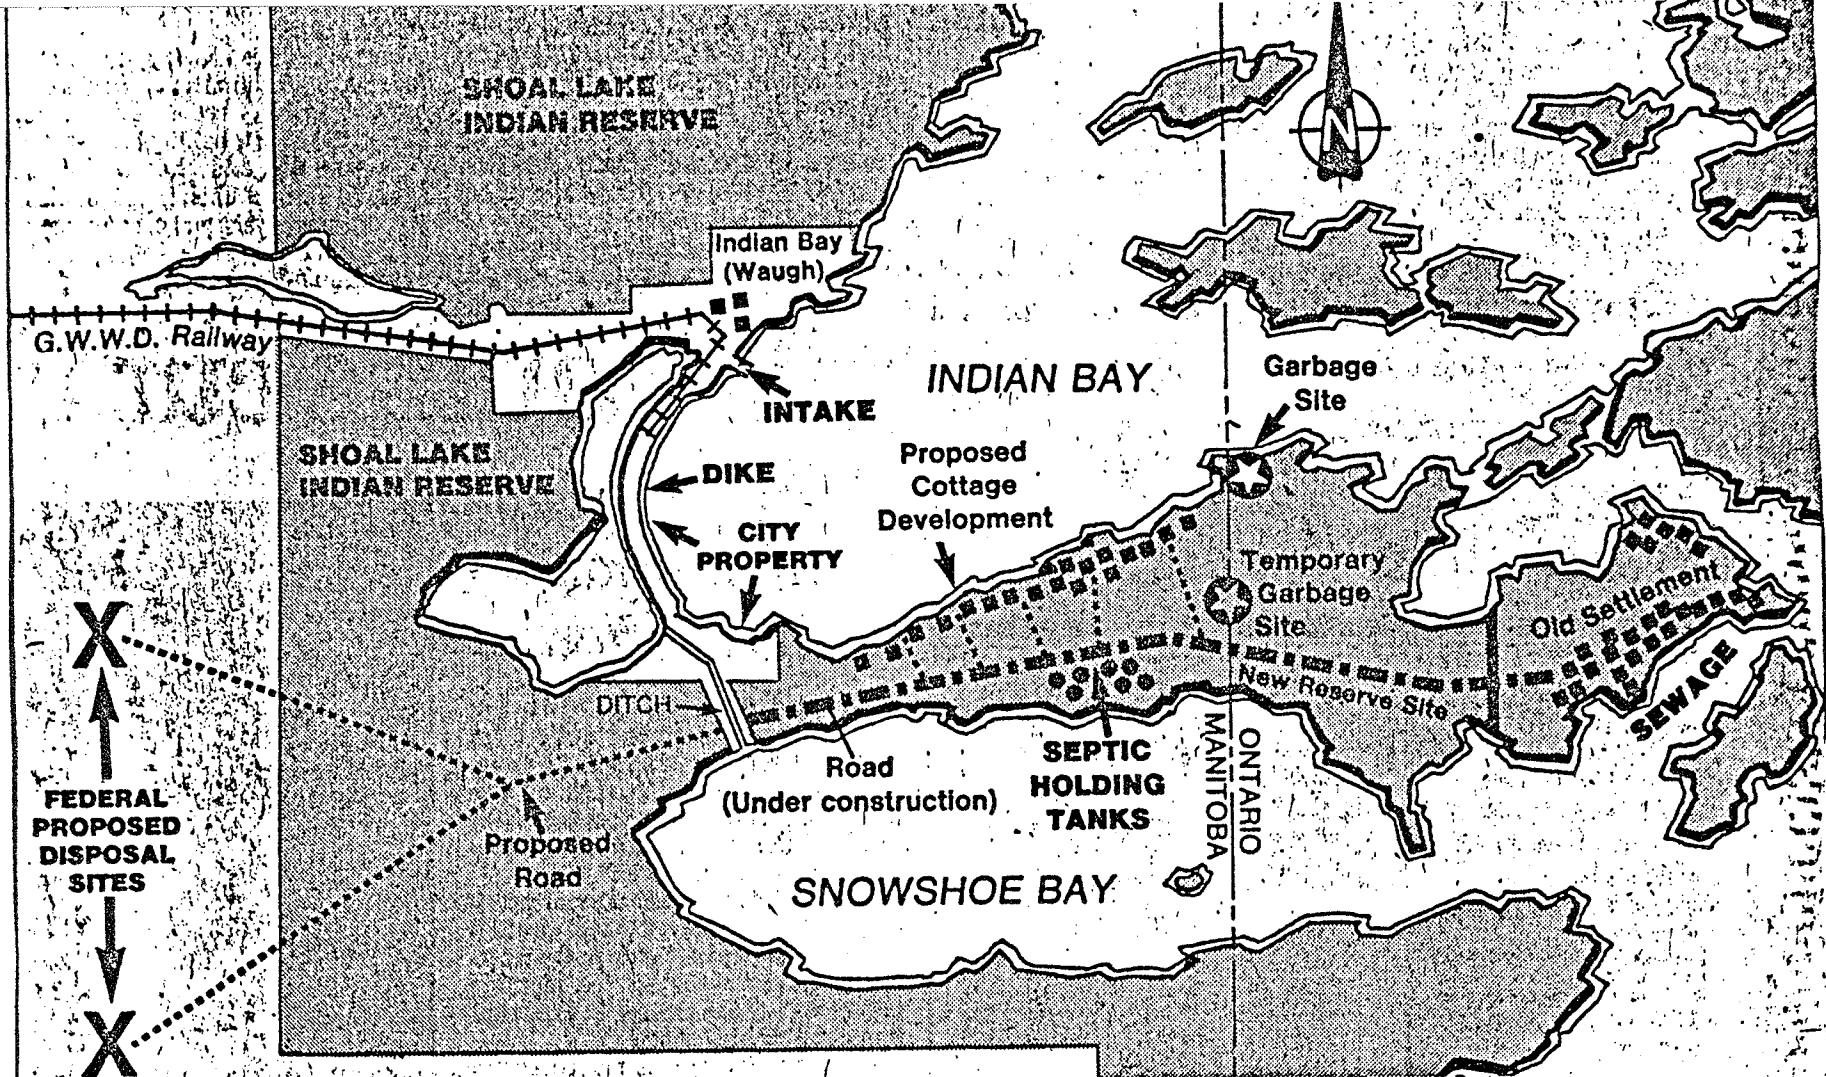 SHOAL LAKE
INDIAN RESERVE
N
Indian Bay
(Waugh)
G.W.W.D. Railway
INDIAN BAY
Garbage
Site
INTAKE
SHOAL LAKE
INDIAN RESERVE
DIKE
Proposed
Cottage
Development
CITY
PROPERTY
Temporary
Garbage
Site
Old Settlement
X
DITCH
New Reserve Site
SEWAGE
MANITOBA
ONTARIO
Road
(Under construction)
SEPTIC
HOLDING
TANKS
FEDERAL
PROPOSED
DISPOSAL
SITES
Proposed
Road
SNOWSHOE BAY
X